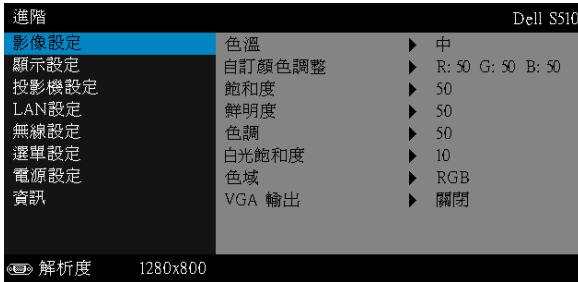 進階 Dell S510
影像設定 色溫 中
顯示設定 自訂顏色調整 R: 50 G: 50 B: 50
投影機設定 飽和度 50
LAN設定 鮮明度 50
無線設定 色調 50
選單設定 白光飽和度 10
電源設定 色域 RGB
資訊 VGA 輸出 關閉
解析度 1280x800